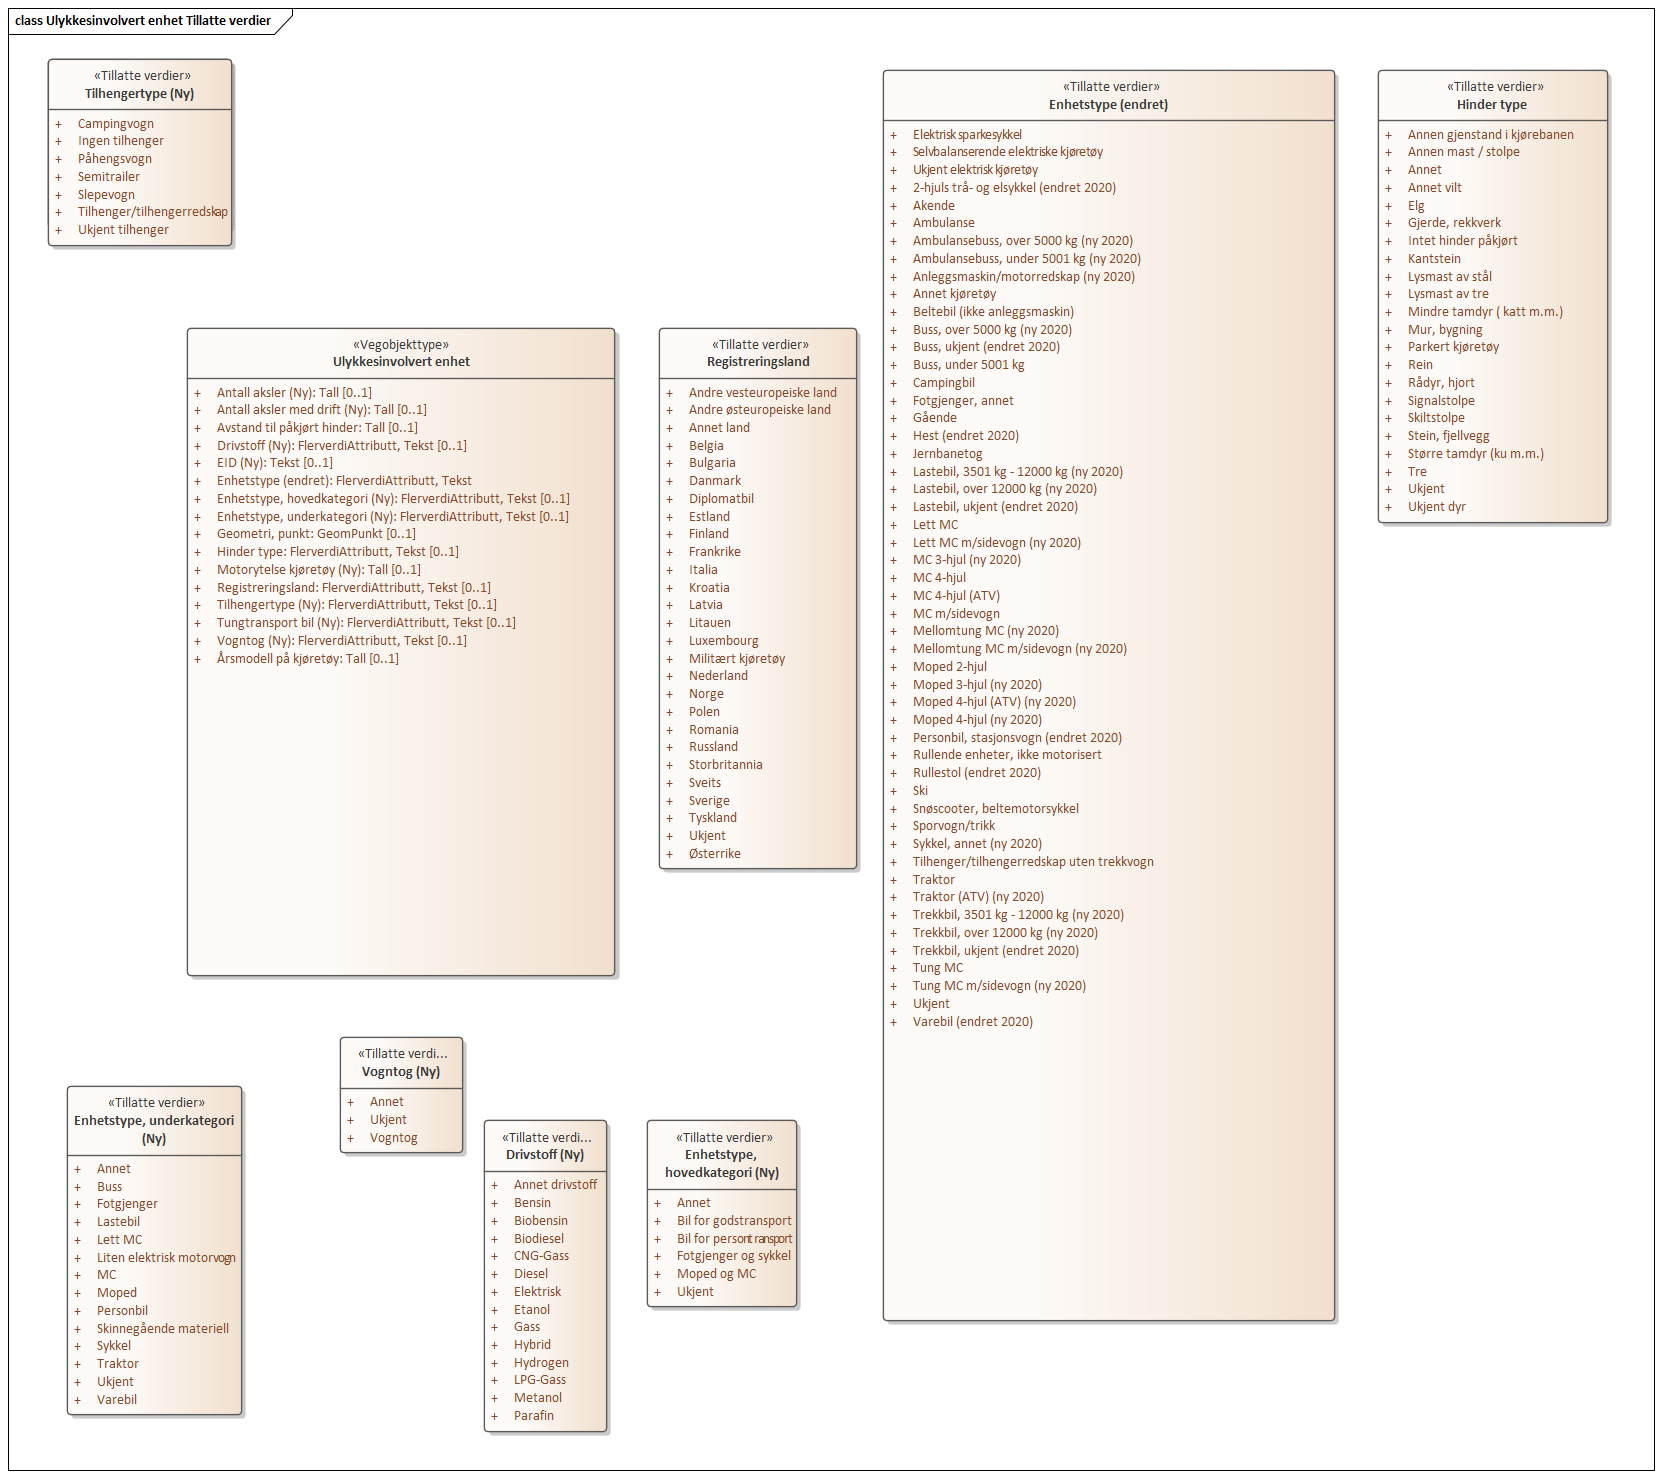 class Ulykkesinvolvert enhet Tillatte verdier
«Tillatte verdier»
Tilhengertype (Ny)
+ Campingvogn
+ Ingen tilhenger
+ Påhengsvogn
+ Semitrailer
+ Slepevogn
+ Tilhenger/tilhengerredskap
+ Ukjent tilhenger
«Vegobjekttype»
Ulykkesinvolvert enhet
+ Antall aksler (Ny): Tall [0..1]
+ Antall aksler med drift (Ny): Tall [0..1]
+ Avstand til påkjørt hinder: Tall [0..1]
+ Drivstoff (Ny): FlerverdiAttributt, Tekst [0..1]
+ EID (Ny): Tekst [0..1]
+ Enhetstype (endret): FlerverdiAttributt, Tekst
+ Enhetstype, hovedkategori (Ny): FlerverdiAttributt, Tekst [0..1]
+ Enhetstype, underkategori (Ny): FlerverdiAttributt, Tekst [0..1]
+ Geometri, punkt: GeomPunkt [0..1]
+ Hinder type: FlerverdiAttributt, Tekst [0..1]
+ Motorytelse kjøretøy (Ny): Tall [0..1]
+ Registreringsland: FlerverdiAttributt, Tekst [0..1]
+ Tilhengertype (Ny): FlerverdiAttributt, Tekst [0..1]
+ Tungtransport bil (Ny): FlerverdiAttributt, Tekst [0..1]
+ Vogntog (Ny): FlerverdiAttributt, Tekst [0..1]
+ Årsmodell på kjøretøy: Tall [0..1]
«Tillatte verdier»
Registreringsland
+ Andre vesteuropeiske land
+ Andre østeuropeiske land
+ Annet land
+ Belgia
+ Bulgaria
+ Danmark
+ Diplomatbil
+ Estland
+ Finland
+ Frankrike
+ Italia
+ Kroatia
+ Latvia
+ Litauen
+ Luxembourg
+ Militært kjøretøy
+ Nederland
+ Norge
+ Polen
+ Romania
+ Russland
+ Storbritannia
+ Sveits
+ Sverige
+ Tyskland
+ Ukjent
+ Østerrike
«Tillatte verdier»
Enhetstype (endret)
+ Elektrisk sparkesykkel
+ Selvbalanserende elektriske kjøretøy
+ Ukjent elektrisk kjøretøy
+ 2-hjuls trå- og elsykkel (endret 2020)
+ Akende
+ Ambulanse
+ Ambulansebuss, over 5000 kg (ny 2020)
+ Ambulansebuss, under 5001 kg (ny 2020)
+ Anleggsmaskin/motorredskap (ny 2020)
+ Annet kjøretøy
+ Beltebil (ikke anleggsmaskin)
+ Buss, over 5000 kg (ny 2020)
+ Buss, ukjent (endret 2020)
+ Buss, under 5001 kg
+ Campingbil
+ Fotgjenger, annet
+ Gående
+ Hest (endret 2020)
+ Jernbanetog
+ Lastebil, 3501 kg - 12000 kg (ny 2020)
+ Lastebil, over 12000 kg (ny 2020)
+ Lastebil, ukjent (endret 2020)
+ Lett MC
+ Lett MC m/sidevogn (ny 2020)
+ MC 3-hjul (ny 2020)
+ MC 4-hjul
+ MC 4-hjul (ATV)
+ MC m/sidevogn
+ Mellomtung MC (ny 2020)
+ Mellomtung MC m/sidevogn (ny 2020)
+ Moped 2-hjul
+ Moped 3-hjul (ny 2020)
+ Moped 4-hjul (ATV) (ny 2020)
+ Moped 4-hjul (ny 2020)
+ Personbil, stasjonsvogn (endret 2020)
+ Rullende enheter, ikke motorisert
+ Rullestol (endret 2020)
+ Ski
+ Snøscooter, beltemotorsykkel
+ Sporvogn/trikk
+ Sykkel, annet (ny 2020)
+ Tilhenger/tilhengerredskap uten trekkvogn
+ Traktor
+ Traktor (ATV) (ny 2020)
+ Trekkbil, 3501 kg - 12000 kg (ny 2020)
+ Trekkbil, over 12000 kg (ny 2020)
+ Trekkbil, ukjent (endret 2020)
+ Tung MC
+ Tung MC m/sidevogn (ny 2020)
+ Ukjent
+ Varebil (endret 2020)
«Tillatte verdier»
Hinder type
+ Annen gjenstand i kjørebanen
+ Annen mast / stolpe
+ Annet
+ Annet vilt
+ Elg
+ Gjerde, rekkverk
+ Intet hinder påkjørt
+ Kantstein
+ Lysmast av stål
+ Lysmast av tre
+ Mindre tamdyr ( katt m.m.)
+ Mur, bygning
+ Parkert kjøretøy
+ Rein
+ Rådyr, hjort
+ Signalstolpe
+ Skiltstolpe
+ Stein, fjellvegg
+ Større tamdyr (ku m.m.)
+ Tre
+ Ukjent
+ Ukjent dyr
«Tillatte verdier»
Enhetstype, underkategori
(Ny)
+ Annet
+ Buss
+ Fotgjenger
+ Lastebil
+ Lett MC
+ Liten elektrisk motorvogn
+ MC
+ Moped
+ Personbil
+ Skinnegående materiell
+ Sykkel
+ Traktor
+ Ukjent
+ Varebil
«Tillatte verdi...
Vogntog (Ny)
+ Annet
+ Ukjent
+ Vogntog
«Tillatte verdi...
Drivstoff (Ny)
+ Annet drivstoff
+ Bensin
+ Biobensin
+ Biodiesel
+ CNG-Gass
+ Diesel
+ Elektrisk
+ Etanol
+ Gass
+ Hybrid
+ Hydrogen
+ LPG-Gass
+ Metanol
+ Parafin
«Tillatte verdier»
Enhetstype,
hovedkategori (Ny)
+ Annet
+ Bil for godstransport
+ Bil for persontransport
+ Fotgjenger og sykkel
+ Moped og MC
+ Ukjent